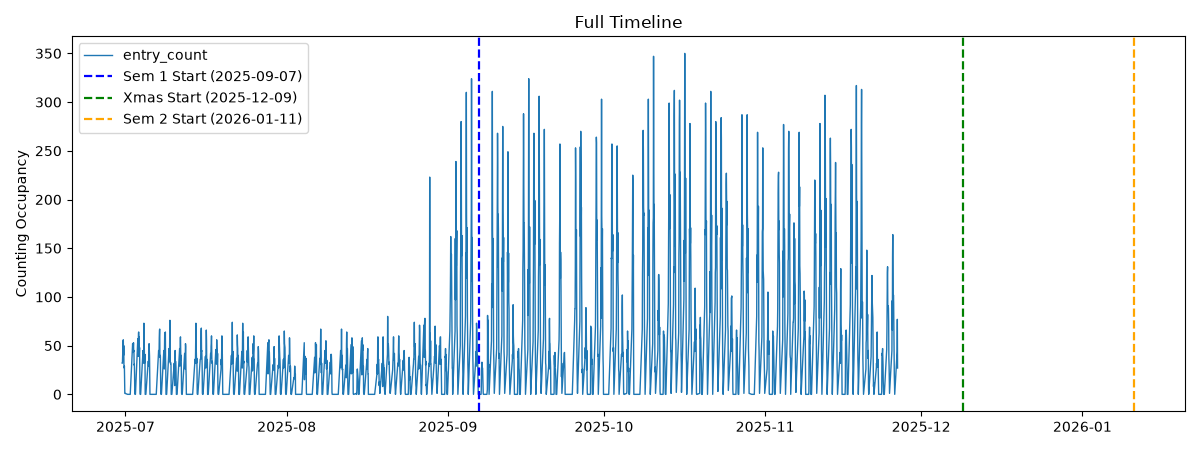 Full Timeline
entry_count
Sem 1 Start (2025-09-07)
Xmas Start (2025-12-09)
Sem 2 Start (2026-01-11)
Counting Occupancy
350
300
250
200
150
100
50
0
2025-07 2025-08 2025-09 2025-10 2025-11 2025-12 2026-01